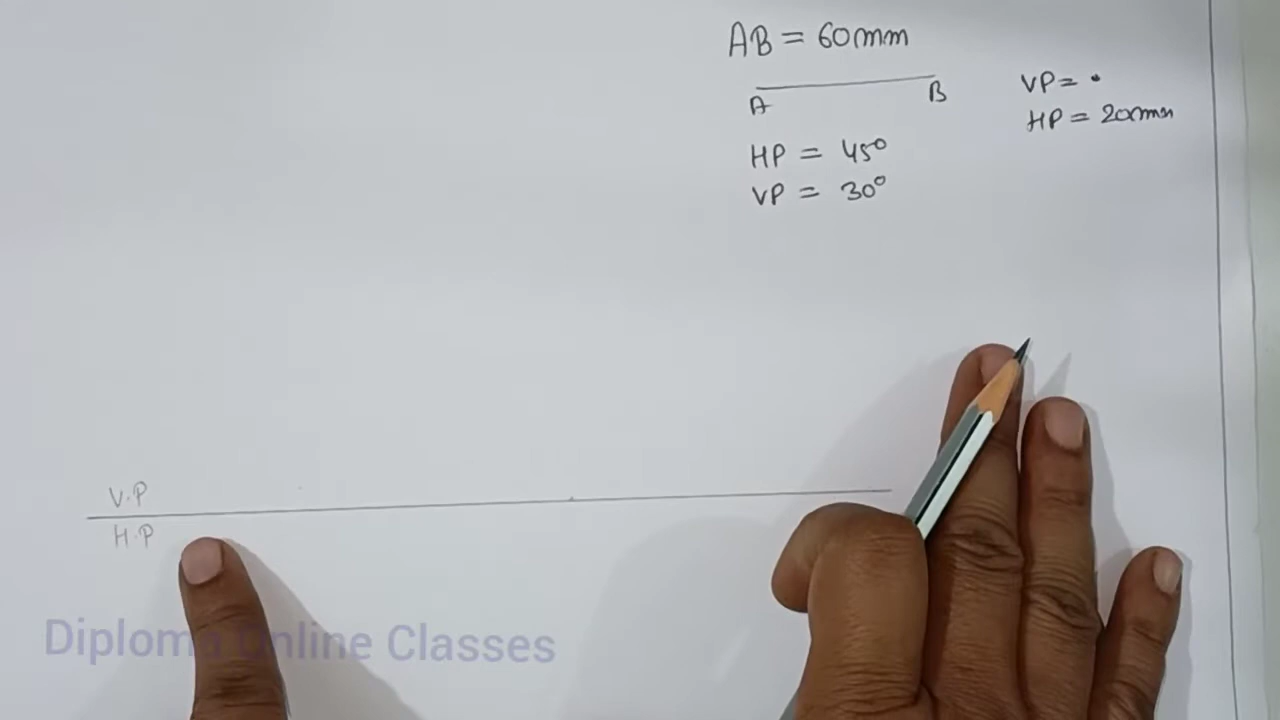 AB = 60mm
A B
HP = 45°
VP = 30°
VP = •
HP = 20mm
V.P
H.P
Diploma Online Classes